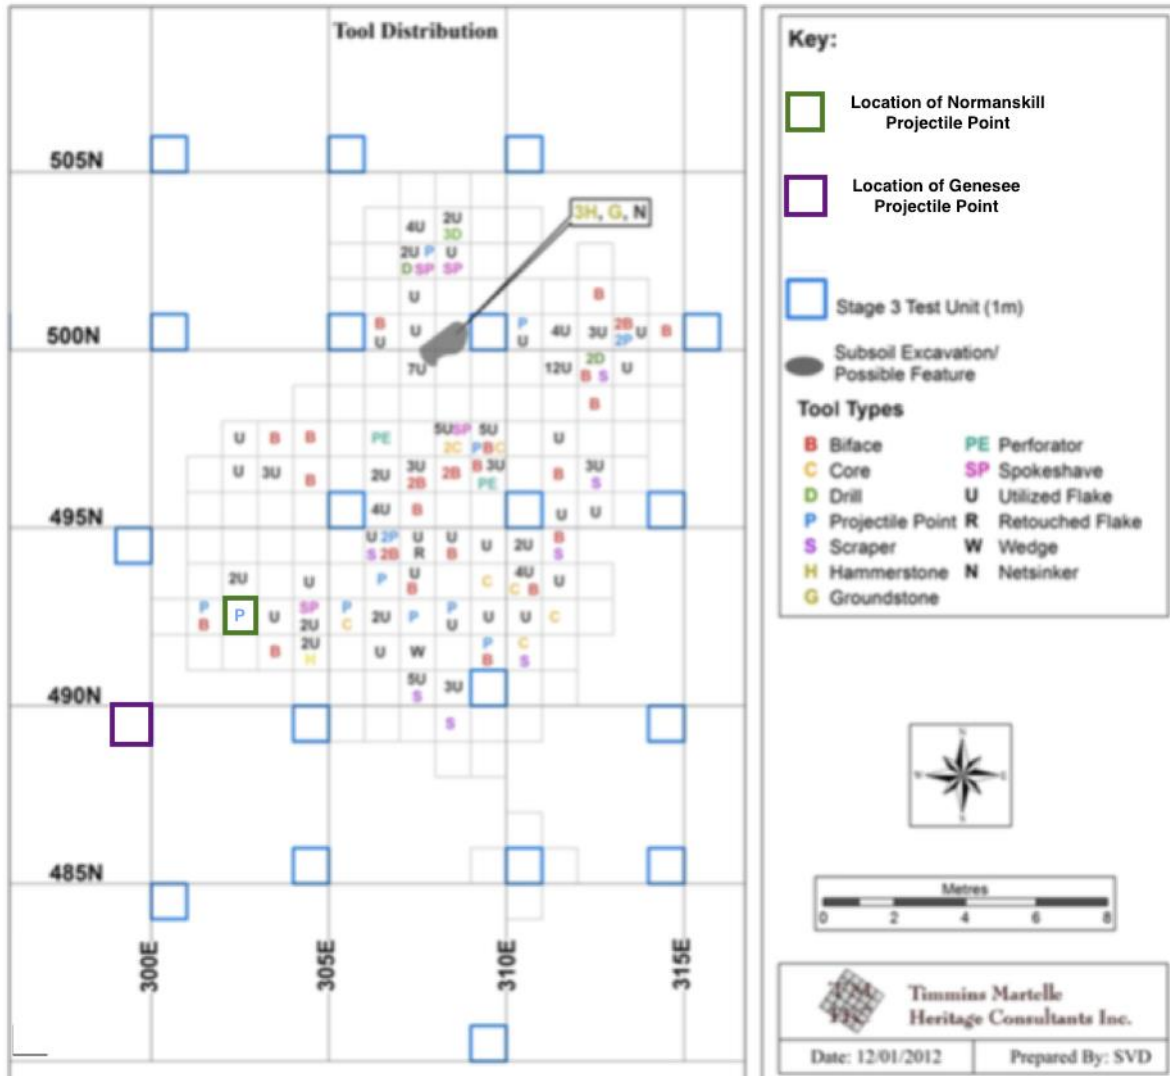 Tool Distribution
505N
3H, G, N
4U 2U
3D
2U P U
D SP SP
U B
500N
B U P 4U 3U 2B U B
U U 2P
7U 12U 2D U
B S
B
5U SP 5U
U B B PE 2C P B C U
U 3U B 2U 3U 2B B 3U B 3U
2B PE S
4U B U U
495N
U 2P U U U 2U B
S 2B R B S
2U U P U C 4U U
B C B
P P U SP P 2U P P U U C
B 2U C U
B 2U U W P C
H B S
5U 3U
S
490N
S
485N
300E
305E
310E
315E
Key:
Location of Normanskill
Projectile Point
Location of Genesee
Projectile Point
Stage 3 Test Unit (1m)
Subsoil Excavation/
Possible Feature
Tool Types
B Biface
C Core
D Drill
P Projectile Point
S Scraper
H Hammerstone
G Groundstone
PE Perforator
SP Spokeshave
U Utilized Flake
R Retouched Flake
W Wedge
N Netsinker
N
W E
S
Metres
0 2 4 6 8
Timmins Martelle
Heritage Consultants Inc.
Date: 12/01/2012
Prepared By: SVD